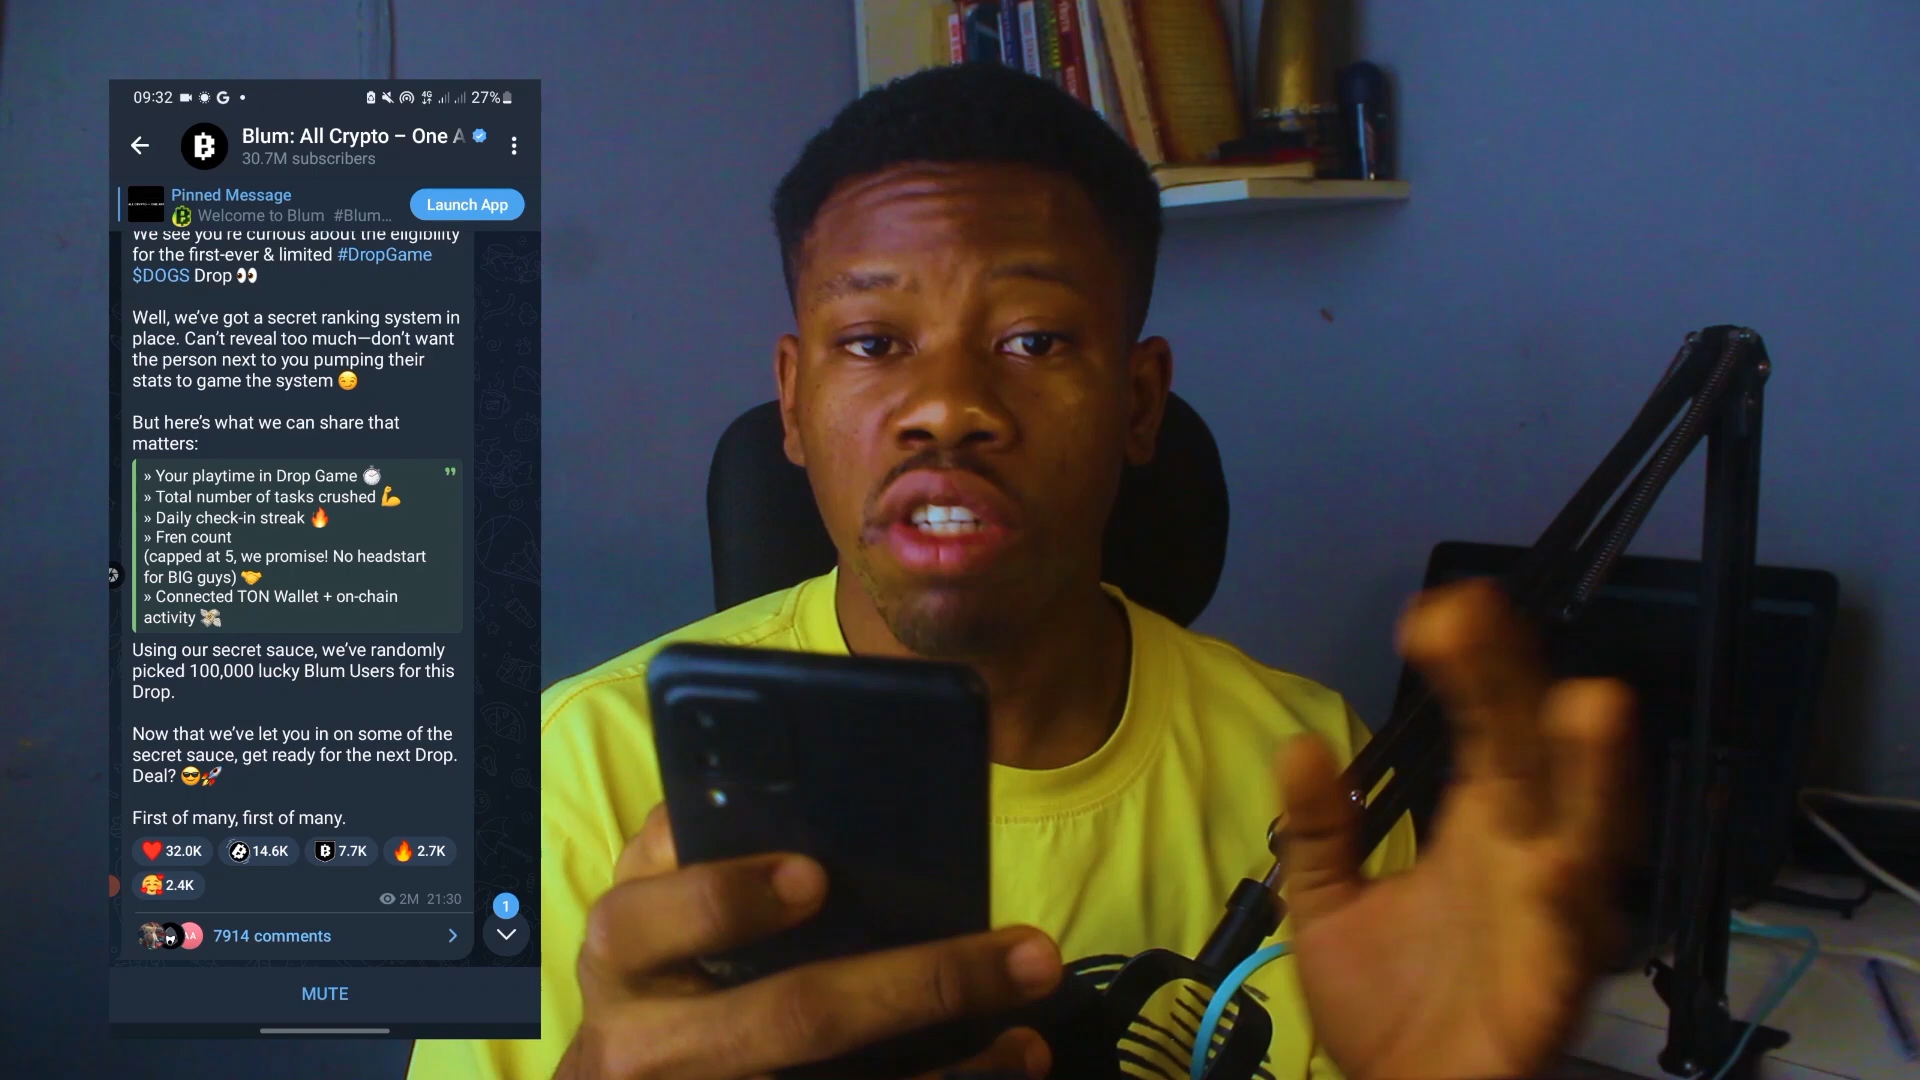 09:32 G 4G 27%
Blum: All Crypto – One A
30.7M subscribers
Pinned Message
Welcome to Blum #Blum...
Launch App
We see you're curious about the eligibility
for the first-ever & limited #DropGame
$DOGS Drop 👀
Well, we've got a secret ranking system in
place. Can't reveal too much—don't want
the person next to you pumping their
stats to game the system 😏
But here's what we can share that
matters:
» Your playtime in Drop Game ⏱️
» Total number of tasks crushed 💪
» Daily check-in streak 🔥
» Fren count
(capped at 5, we promise! No headstart
for BIG guys) 🤝
» Connected TON Wallet + on-chain
activity 💸
Using our secret sauce, we've randomly
picked 100,000 lucky Blum Users for this
Drop.
Now that we've let you in on some of the
secret sauce, get ready for the next Drop.
Deal? 😎🚀
First of many, first of many.
❤️ 32.0K 14.6K 7.7K 🔥 2.7K
🥰 2.4K
2M 21:30
1
7914 comments
MUTE